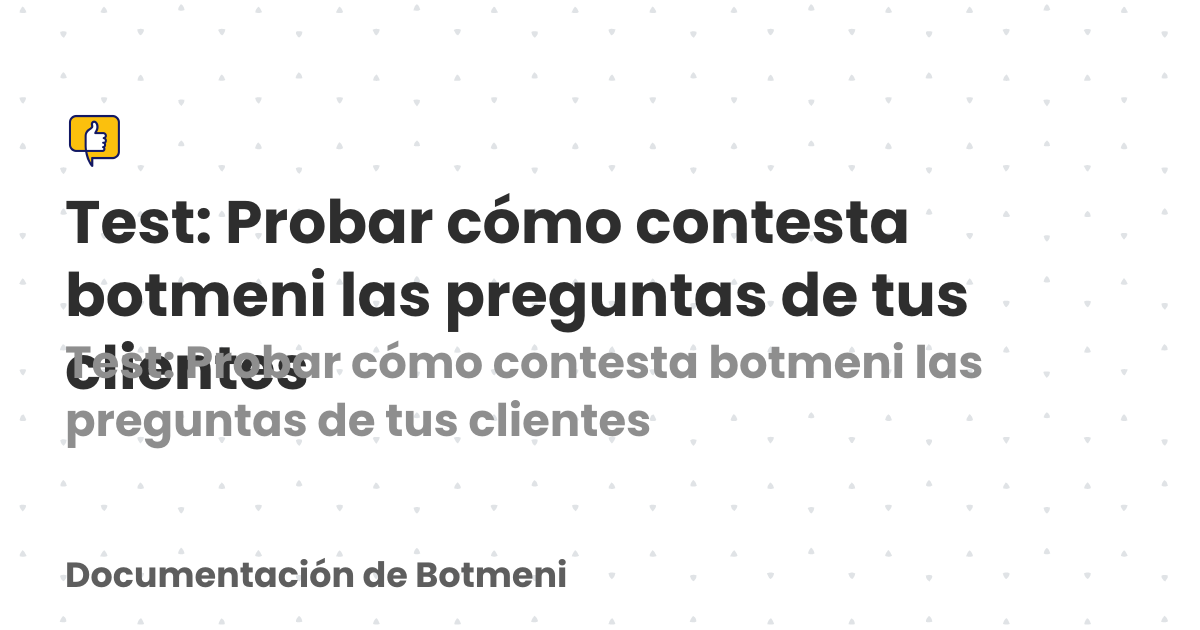 Test: Probar cómo contesta
botmeni las preguntas de tus
clientes
Test: Probar cómo contesta botmeni las
preguntas de tus clientes
Documentación de Botmeni